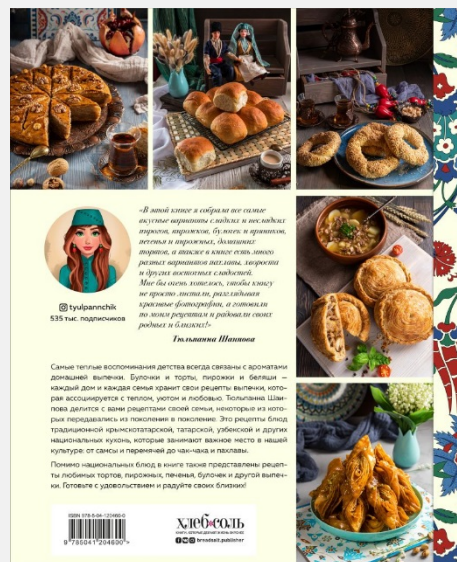 «В этой книге я собрала все самые
вкусные варианты сладких и несладких
пирогов, пирожков, булочек и пряников,
печенья и пирожных, домашних
тортов, а также в книге есть много
разных вариантов пахлавы, хвороста
и других восточных сладостей.
Мне бы очень хотелось, чтобы книгу
не просто листали, разглядывая
красивые фотографии, а готовили
по моим рецептам и радовали своих
родных и близких!»
Тюльпанна Шаипова
tyulpannchik
535 тыс. подписчиков
Самые теплые воспоминания детства всегда связаны с ароматами
домашней выпечки. Булочки и торты, пирожки и беляши –
каждый дом и каждая семья хранит свои рецепты выпечки, кото-
рая ассоциируется с теплом, уютом и любовью. Тюльпанна Шаи-
пова делится с вами рецептами своей семьи, некоторые из кото-
рых передавались из поколения в поколение. Это рецепты блюд
традиционной крымскотатарской, татарской, узбекской и других
национальных кухонь, которые занимают важное место в нашей
культуре: от самсы и перемячей до чак-чака и пахлавы.
Помимо национальных блюд в книге также представлены рецеп-
ты любимых тортов, пирожных, печенья, булочек и другой выпеч-
ки. Готовьте с удовольствием и радуйте своих близких!
хлеб соль
breadsalt.publisher